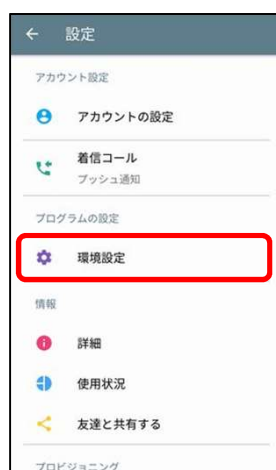 設定
アカウント設定
アカウントの設定
着信コール
プッシュ通知
プログラムの設定
環境設定
情報
詳細
使用状況
友達と共有する
プロビジョニング